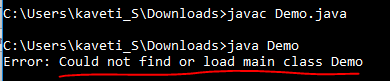 C:\Users\kaveti_S\Downloads>javac Demo.java
C:\Users\kaveti_S\Downloads>java Demo
Error: Could not find or load main class Demo